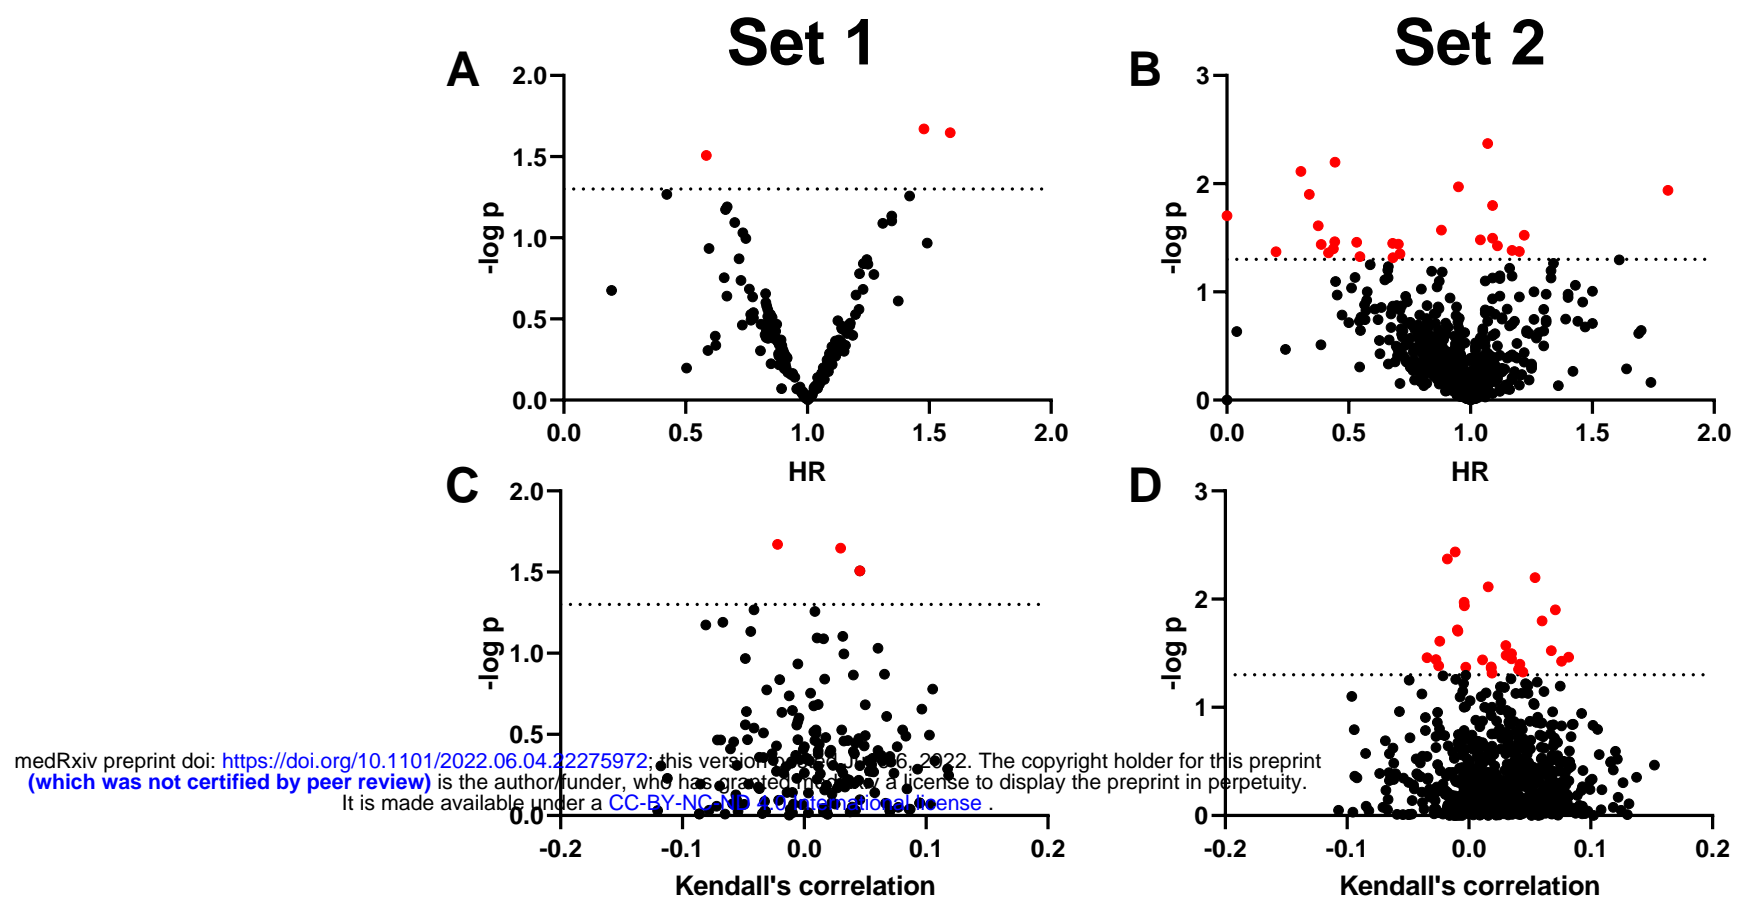 Set 1
Set 2
A
2.0
1.5
1.0
0.5
0.0
-log p
0.0 0.5 1.0 1.5 2.0
HR
B
3
2
1
0
-log p
0.0 0.5 1.0 1.5 2.0
HR
C
2.0
1.5
1.0
0.5
0.0
-log p
-0.2 -0.1 0.0 0.1 0.2
Kendall's correlation
D
3
2
1
0
-log p
-0.2 -0.1 0.0 0.1 0.2
Kendall's correlation
medRxiv preprint doi: https://doi.org/10.1101/2022.06.04.22275972; this version 2022. The copyright holder for this preprint
(which was not certified by peer review) is the author/funder, who has granted a license to display the preprint in perpetuity.
It is made available under a CC-BY-NC-ND 4.0 International license .